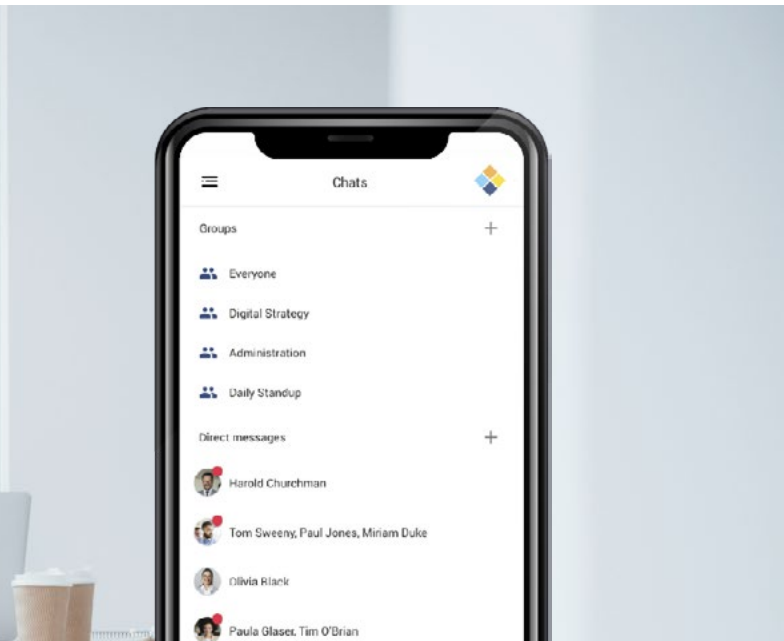 Chats
Groups
Everyone
Digital Strategy
Administration
Daily Standup
Direct messages
Harold Churchman
Tom Sweeny, Paul Jones, Miriam Duke
Olivia Black
Paula Glaser, Tim O'Brian